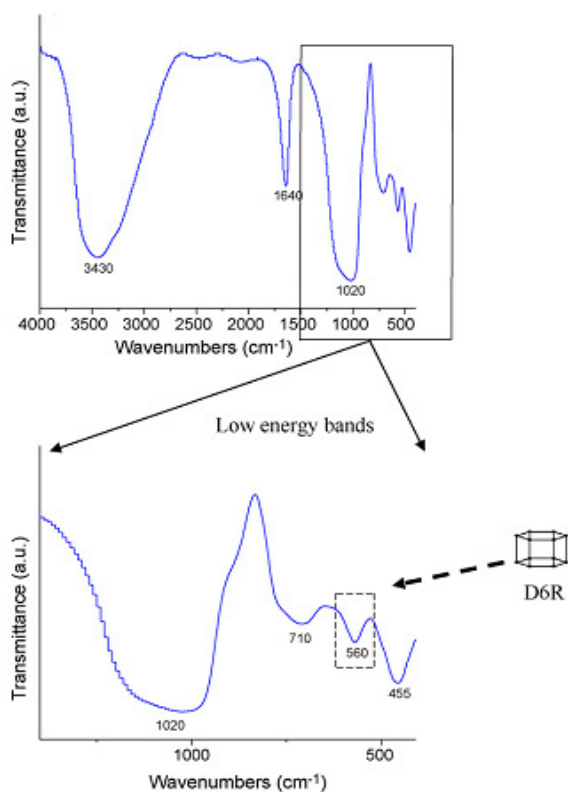 Transmittance (a.u.)
3430
1640
1020
4000 3500 3000 2500 2000 1500 1000 500
Wavenumbers (cm-1)
Low energy bands
Transmittance (a.u.)
D6R
710
560
455
1020
1000 500
Wavenumbers (cm-1)